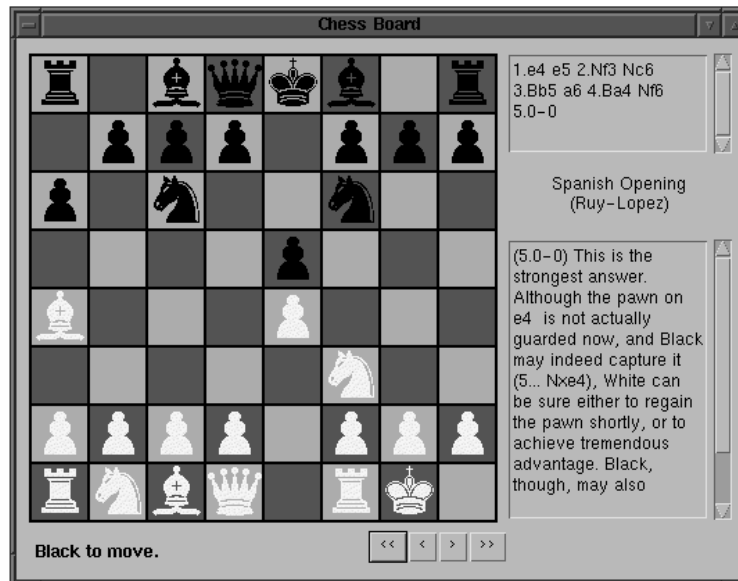 Chess Board
1.e4 e5 2.Nf3 Nc6
3.Bb5 a6 4.Ba4 Nf6
5.0-0
Spanish Opening
(Ruy-Lopez)
(5.0-0) This is the
strongest answer.
Although the pawn on
e4 is not actually
guarded now, and Black
may indeed capture it
(5... Nxe4), White can
be sure either to regain
the pawn shortly, or to
achieve tremendous
advantage. Black,
though, may also
Black to move.
<< < > >>